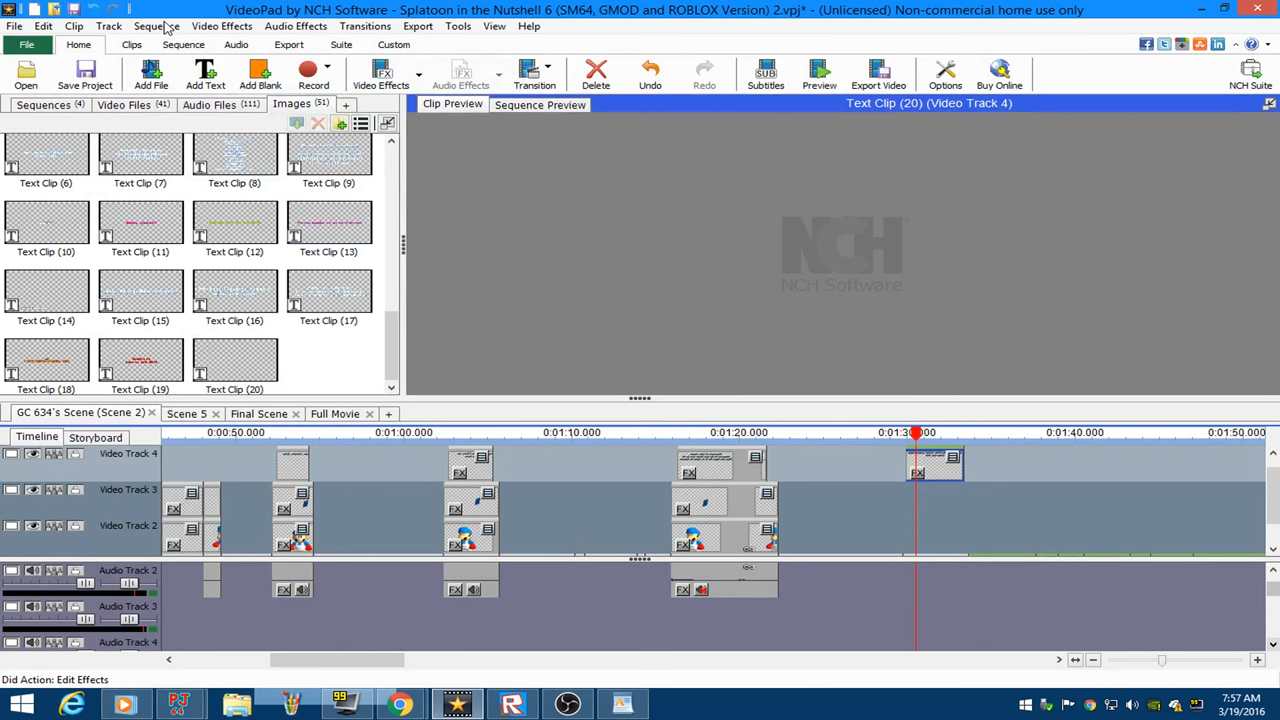 VideoPad by NCH Software - Splatoon in the Nutshell 6 (SM64, GMOD and ROBLOX Version) 2.vpj* - (Unlicensed) Non-commercial home use only
File Edit Clip Track Sequence Video Effects Audio Effects Transitions Export Tools View Help
File Home Clips Sequence Audio Export Suite Custom
Open Save Project Add File Add Text Add Blank Record Video Effects Audio Effects Transition Delete Undo Redo Subtitles Preview Export Video Options Buy Online NCH Suite
Sequences (4) Video Files (41) Audio Files (111) Images (51) +
Clip Preview Sequence Preview Text Clip (20) (Video Track 4)
Text Clip (6) Text Clip (7) Text Clip (8) Text Clip (9)
Text Clip (10) Text Clip (11) Text Clip (12) Text Clip (13)
Text Clip (14) Text Clip (15) Text Clip (16) Text Clip (17)
Text Clip (18) Text Clip (19) Text Clip (20)
NCH
NCH Software
GC 634's Scene (Scene 2) Scene 5 Final Scene Full Movie +
Timeline Storyboard
0:00:50.000 0:01:00.000 0:01:10.000 0:01:20.000 0:01:30.000 0:01:40.000 0:01:50.000
Video Track 4
Video Track 3
Video Track 2
Audio Track 2
Audio Track 3
Audio Track 4
Did Action: Edit Effects
7:57 AM
3/19/2016